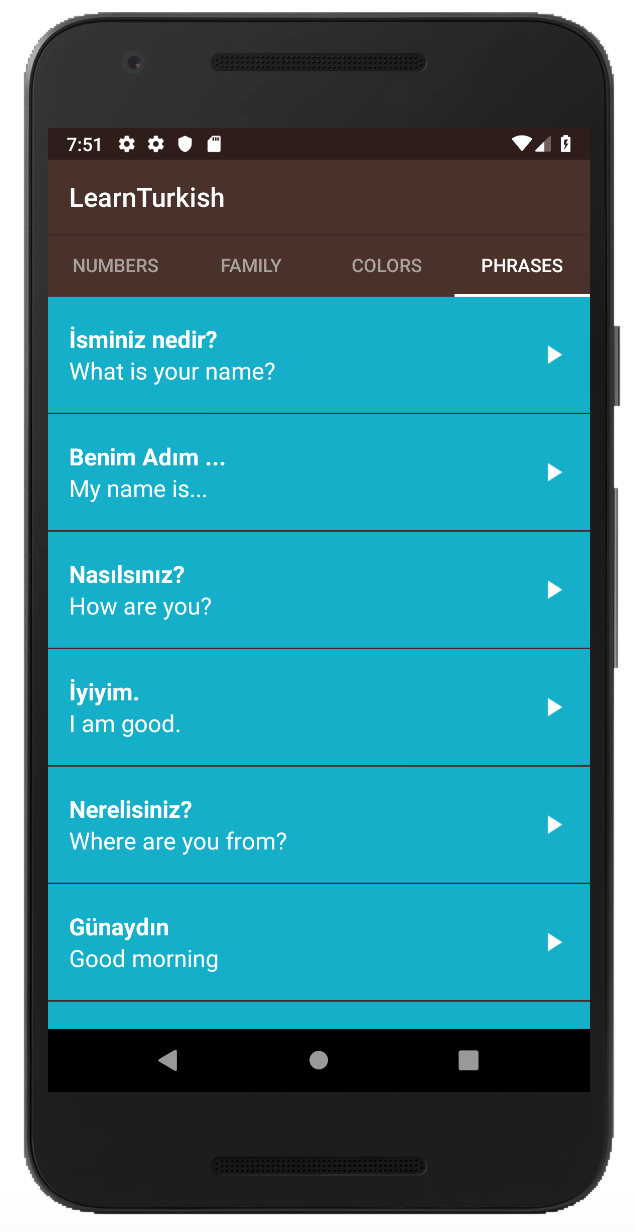 7:51
LearnTurkish
NUMBERS FAMILY COLORS PHRASES
İsminiz nedir?
What is your name?
Benim Adım ...
My name is...
Nasılsınız?
How are you?
İyiyim.
I am good.
Nerelisiniz?
Where are you from?
Günaydın
Good morning